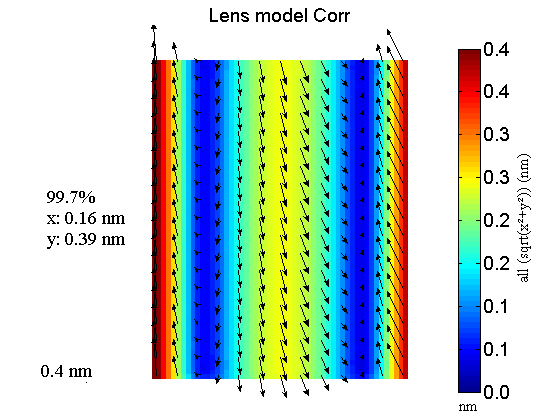 Lens model Corr
99.7%
x: 0.16 nm
y: 0.39 nm
0.4 nm
0.4
0.4
0.3
0.3
0.2
0.2
0.1
0.1
0.0
nm
all (sqrt(x²+y²)) (nm)